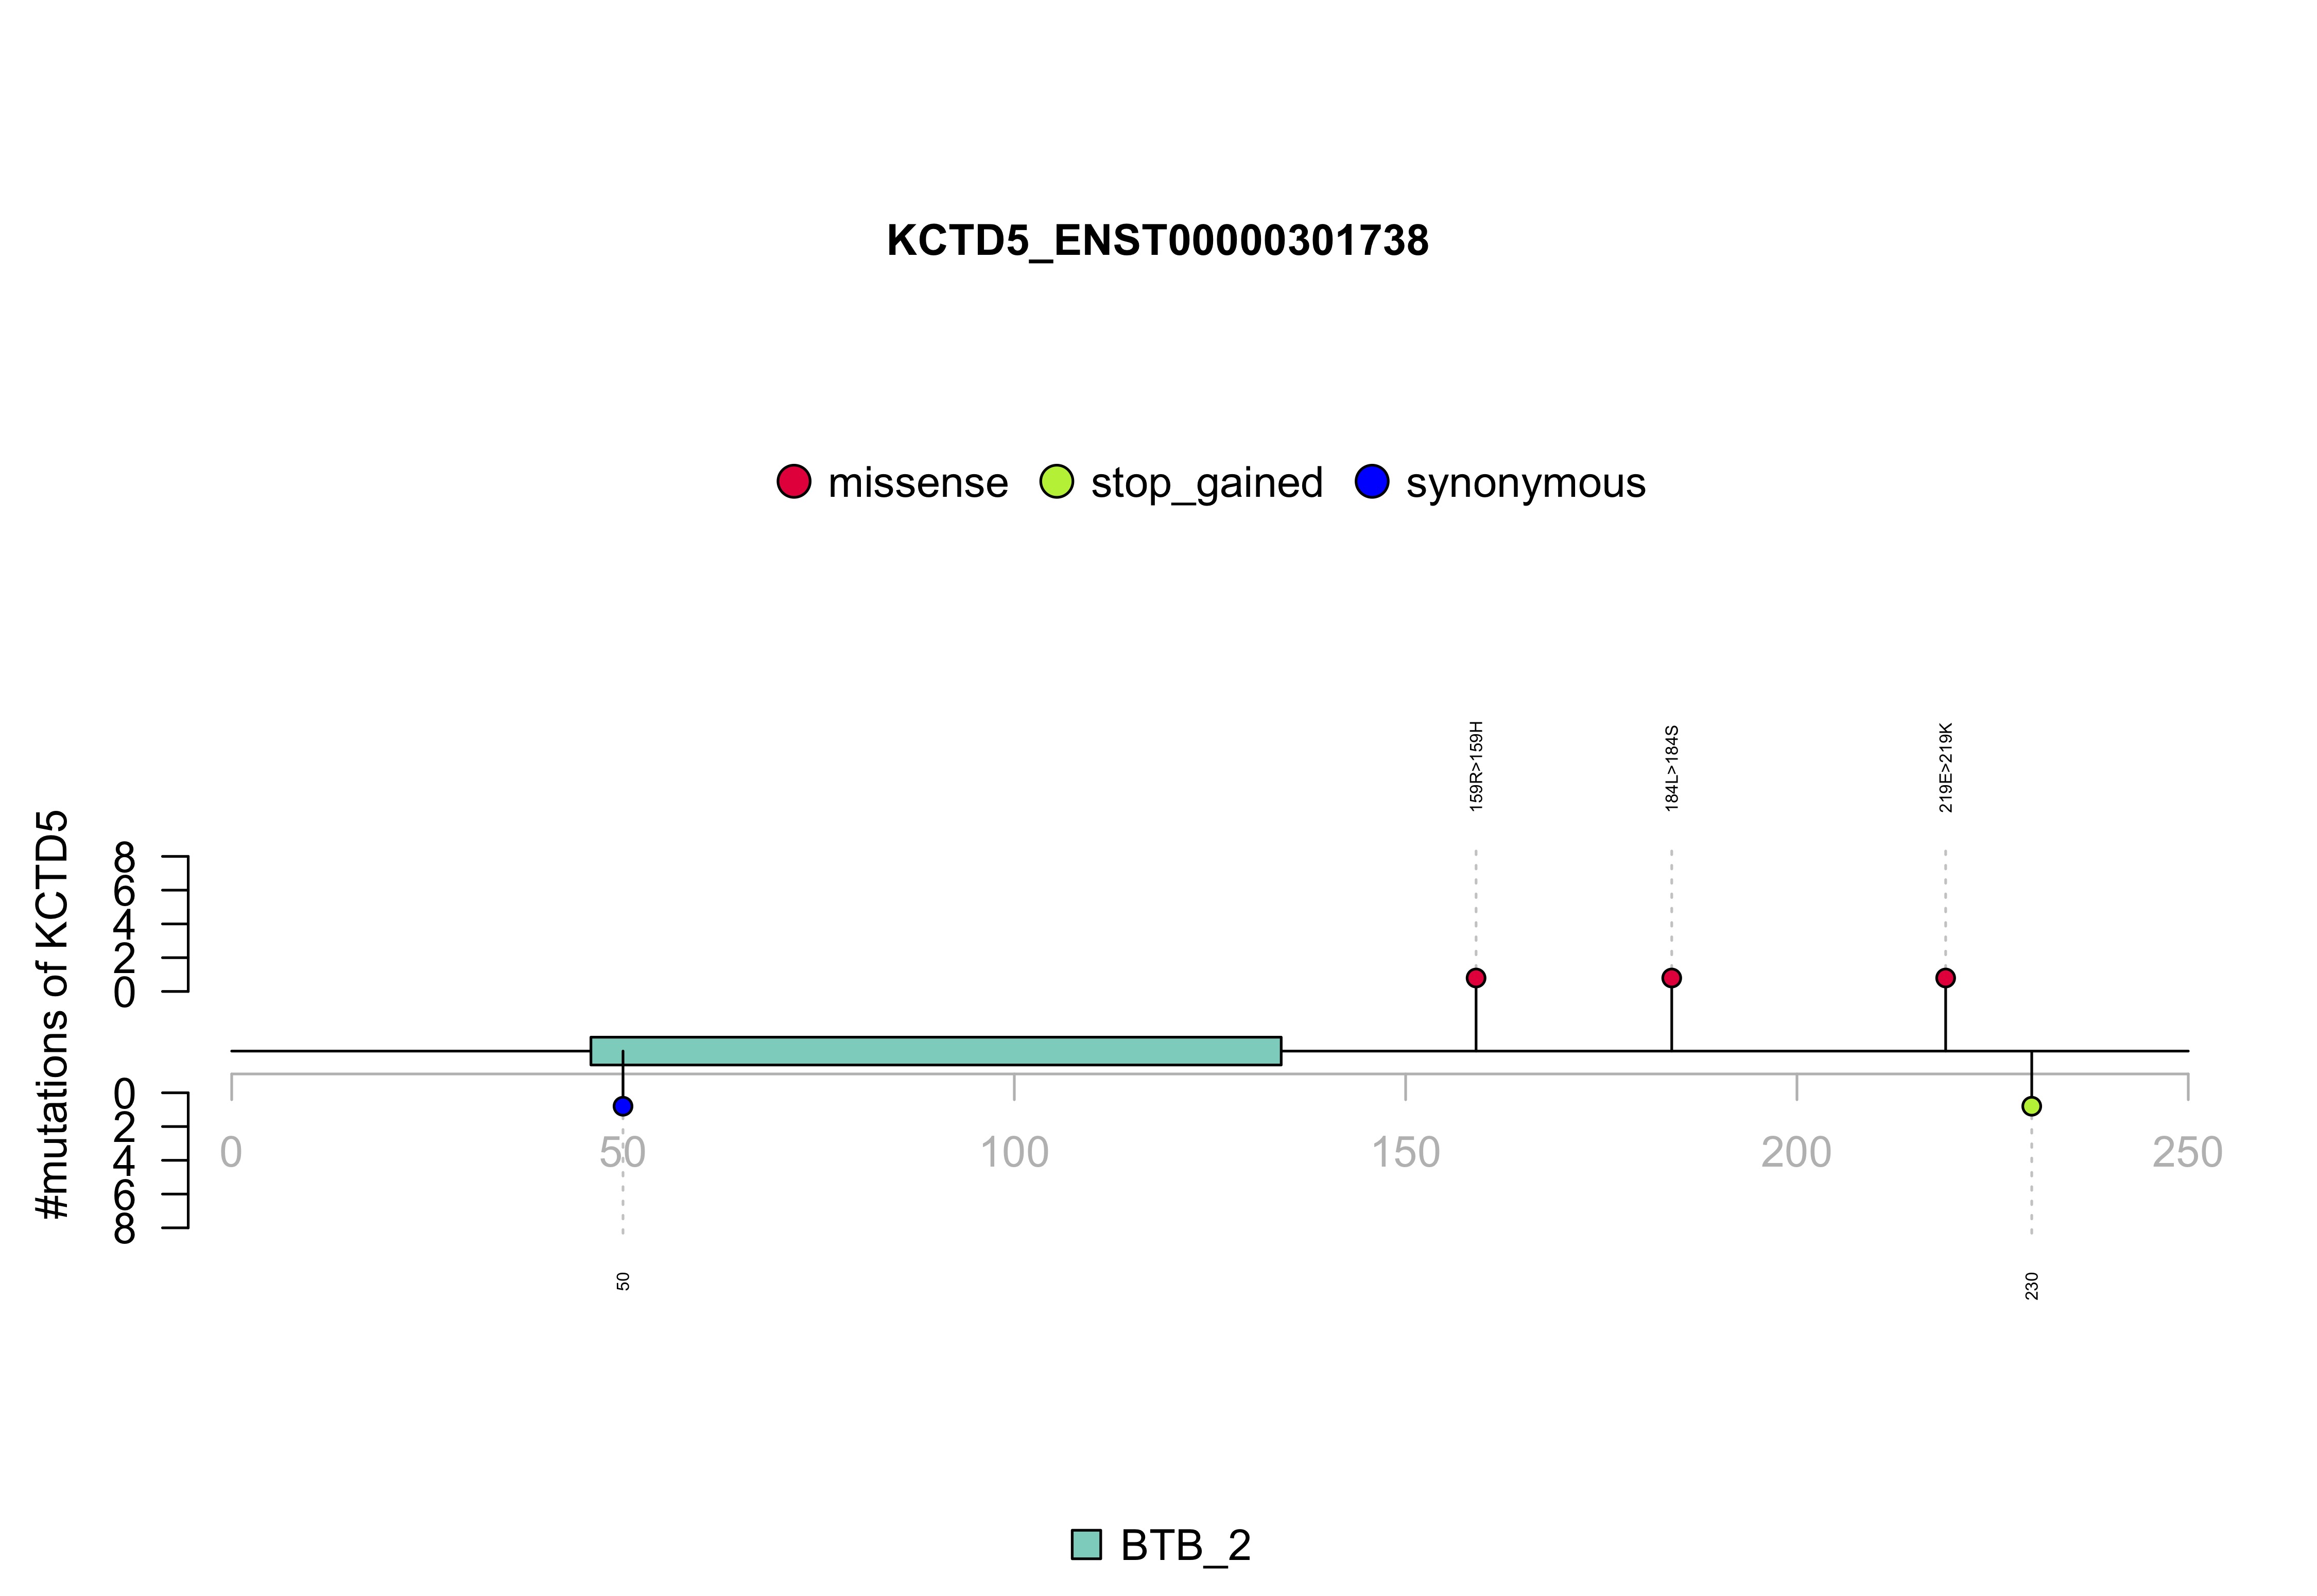 KCTD5_ENST00000301738
missense stop_gained synonymous
159R>159H 184L>184S 219E>219K
#mutations of KCTD5
8
6
4
2
0
0
2
4
6
8
0 50 100 150 200 250
50 230
BTB_2